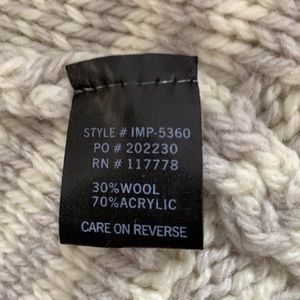 STYLE # IMP-5360
PO # 202230
RN # 117778
30%WOOL
70%ACRYLIC
CARE ON REVERSE